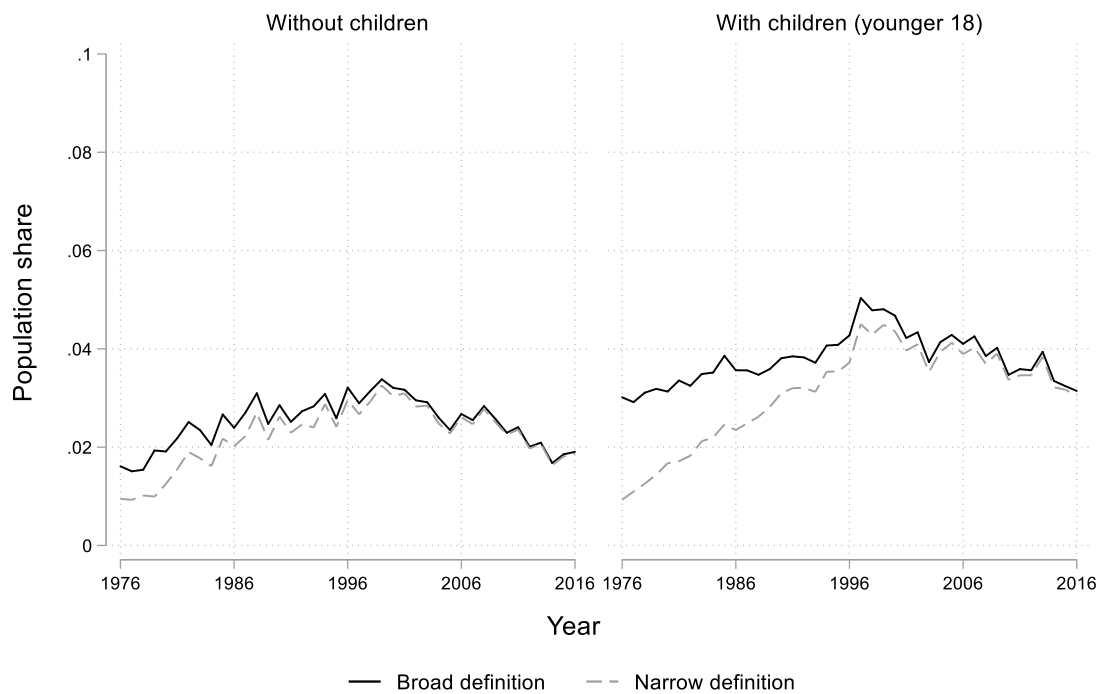 Without children
With children (younger 18)
Population share
.1
.08
.06
.04
.02
0
1976 1986 1996 2006 2016
1976 1986 1996 2006 2016
Year
Broad definition
Narrow definition